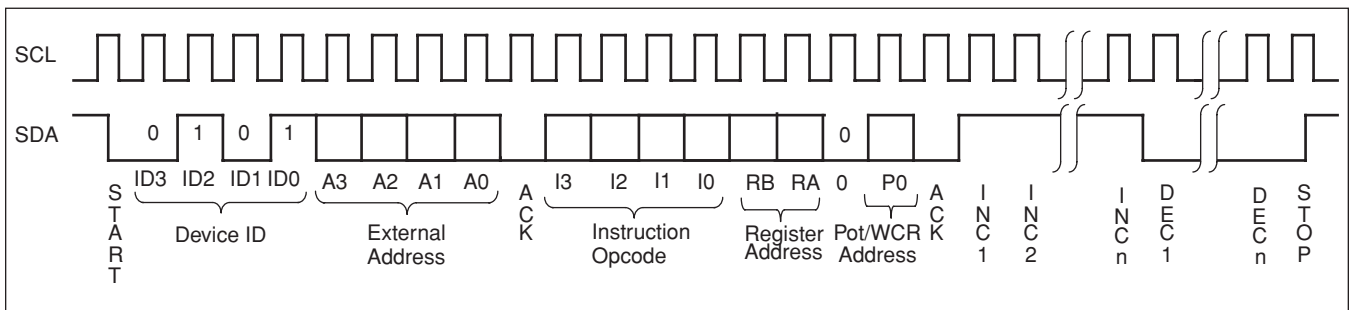 SCL
SDA
0 1 0 1 0
ID3 ID2 ID1 ID0 A3 A2 A1 A0 I3 I2 I1 I0 RB RA 0 P0
START
Device ID
External
Address
ACK
Instruction
Opcode
Register
Address
Pot/WCR
Address
ACK
INC1
INC2
INCn
DEC1
DECn
STOP